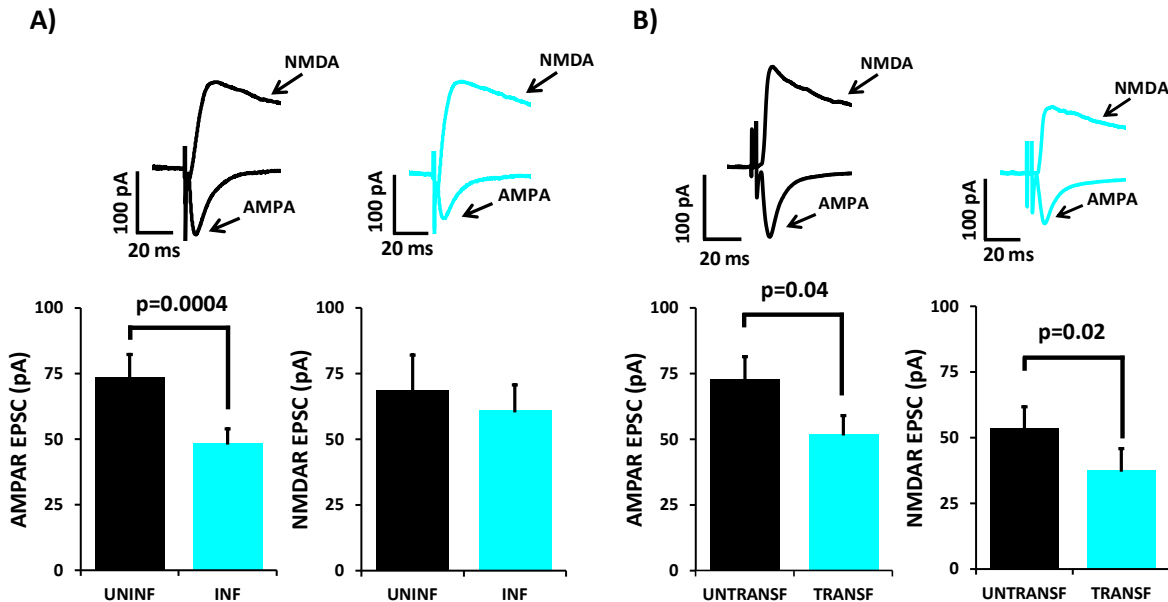 A)
NMDA
AMPA
100 pA
20 ms
NMDA
AMPA
100 pA
20 ms
p=0.0004
AMPAR EPSC (pA)
100
75
50
25
0
UNINF
INF
NMDAR EPSC (pA)
100
75
50
25
0
UNINF
INF
B)
NMDA
AMPA
100 pA
20 ms
NMDA
AMPA
100 pA
20 ms
p=0.04
AMPAR EPSC (pA)
100
75
50
25
0
UNTRANSF
TRANSF
p=0.02
NMDAR EPSC (pA)
100
75
50
25
0
UNTRANSF
TRANSF